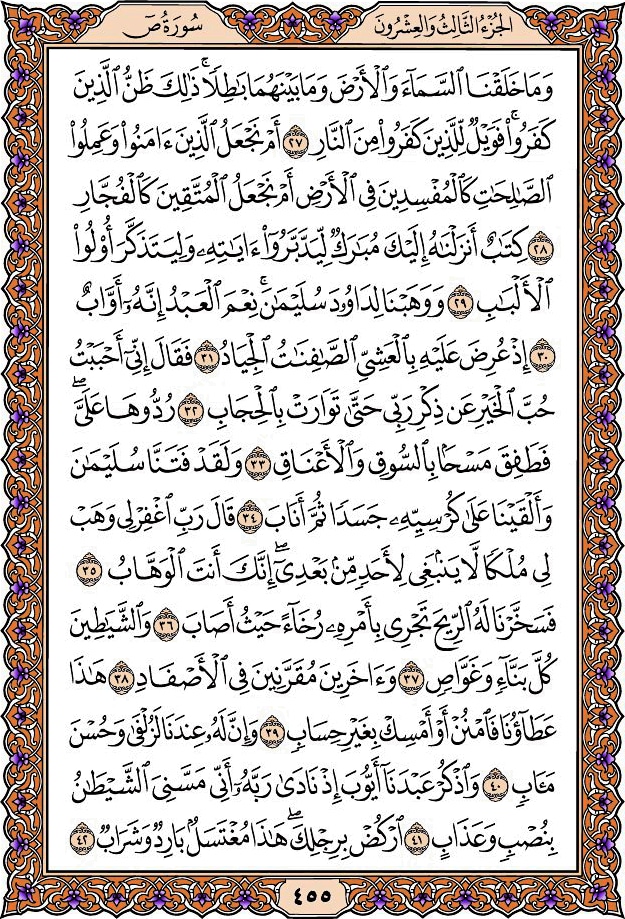 الجزء الثالث والعشرون
سورة ص
وَمَا خَلَقْنَا ٱلسَّمَآءَ وَٱلْأَرْضَ وَمَا بَيْنَهُمَا بَٰطِلًا ۚ ذَٰلِكَ ظَنُّ ٱلَّذِينَ
كَفَرُوا۟ ۚ فَوَيْلٌ لِّلَّذِينَ كَفَرُوا۟ مِنَ ٱلنَّارِ ٢٧ أَمْ نَجْعَلُ ٱلَّذِينَ ءَامَنُوا۟ وَعَمِلُوا۟
ٱلصَّٰلِحَٰتِ كَٱلْمُفْسِدِينَ فِى ٱلْأَرْضِ أَمْ نَجْعَلُ ٱلْمُتَّقِينَ كَٱلْفُجَّارِ
٢٨ كِتَٰبٌ أَنزَلْنَٰهُ إِلَيْكَ مُبَٰرَكٌ لِّيَدَّبَّرُوٓا۟ ءَايَٰتِهِۦ وَلِيَتَذَكَّرَ أُو۟لُوا۟
ٱلْأَلْبَٰبِ ٢٩ وَوَهَبْنَا لِدَاوُۥدَ سُلَيْمَٰنَ ۚ نِعْمَ ٱلْعَبْدُ ۖ إِنَّهُۥٓ أَوَّابٌ
٣٠ إِذْ عُرِضَ عَلَيْهِ بِٱلْعَشِىِّ ٱلصَّٰفِنَٰتُ ٱلْجِيَادُ ٣١ فَقَالَ إِنِّىٓ أَحْبَبْتُ
حُبَّ ٱلْخَيْرِ عَن ذِكْرِ رَبِّى حَتَّىٰ تَوَارَتْ بِٱلْحِجَابِ ٣٢ رُدُّوهَا عَلَىَّ ۖ
فَطَفِقَ مَسْحًۢا بِٱلسُّوقِ وَٱلْأَعْنَاقِ ٣٣ وَلَقَدْ فَتَنَّا سُلَيْمَٰنَ
وَأَلْقَيْنَا عَلَىٰ كُرْسِيِّهِۦ جَسَدًا ثُمَّ أَنَابَ ٣٤ قَالَ رَبِّ ٱغْفِرْ لِى وَهَبْ
لِى مُلْكًا لَّا يَنۢبَغِى لِأَحَدٍ مِّنۢ بَعْدِىٓ ۖ إِنَّكَ أَنتَ ٱلْوَهَّابُ ٣٥
فَسَخَّرْنَا لَهُ ٱلرِّيحَ تَجْرِى بِأَمْرِهِۦ رُخَآءً حَيْثُ أَصَابَ ٣٦ وَٱلشَّيَٰطِينَ
كُلَّ بَنَّآءٍ وَغَوَّاصٍ ٣٧ وَءَاخَرِينَ مُقَرَّنِينَ فِى ٱلْأَصْفَادِ ٣٨ هَٰذَا
عَطَآؤُنَا فَٱمْنُنْ أَوْ أَمْسِكْ بِغَيْرِ حِسَابٍ ٣٩ وَإِنَّ لَهُۥ عِندَنَا لَزُلْفَىٰ وَحُسْنَ
مَـَٔابٍ ٤٠ وَٱذْكُرْ عَبْدَنَآ أَيُّوبَ إِذْ نَادَىٰ رَبَّهُۥٓ أَنِّى مَسَّنِىَ ٱلشَّيْطَٰنُ
بِنُصْبٍ وَعَذَابٍ ٤١ ٱرْكُضْ بِرِجْلِكَ ۖ هَٰذَا مُغْتَسَلٌۢ بَارِدٌ وَشَرَابٌ ٤٢
٤٥٥